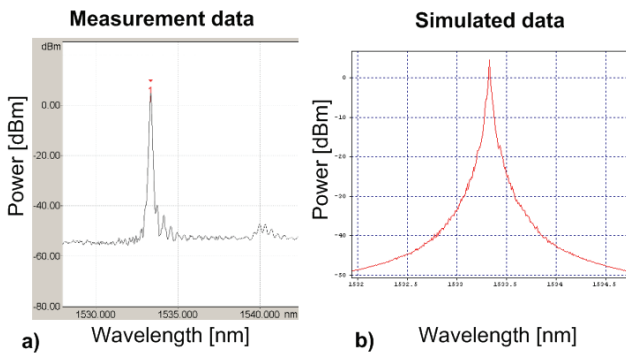 Measurement data
dBm
0.00
-20.00
-40.00
-60.00
-80.00
1530.000
1535.000
1540.000 nm
Power [dBm]
Wavelength [nm]
a)
Simulated data
0
-10
-20
-30
-40
-50
1532
1532.5
1533
1533.5
1534
1534.5
Power [dBm]
Wavelength [nm]
b)